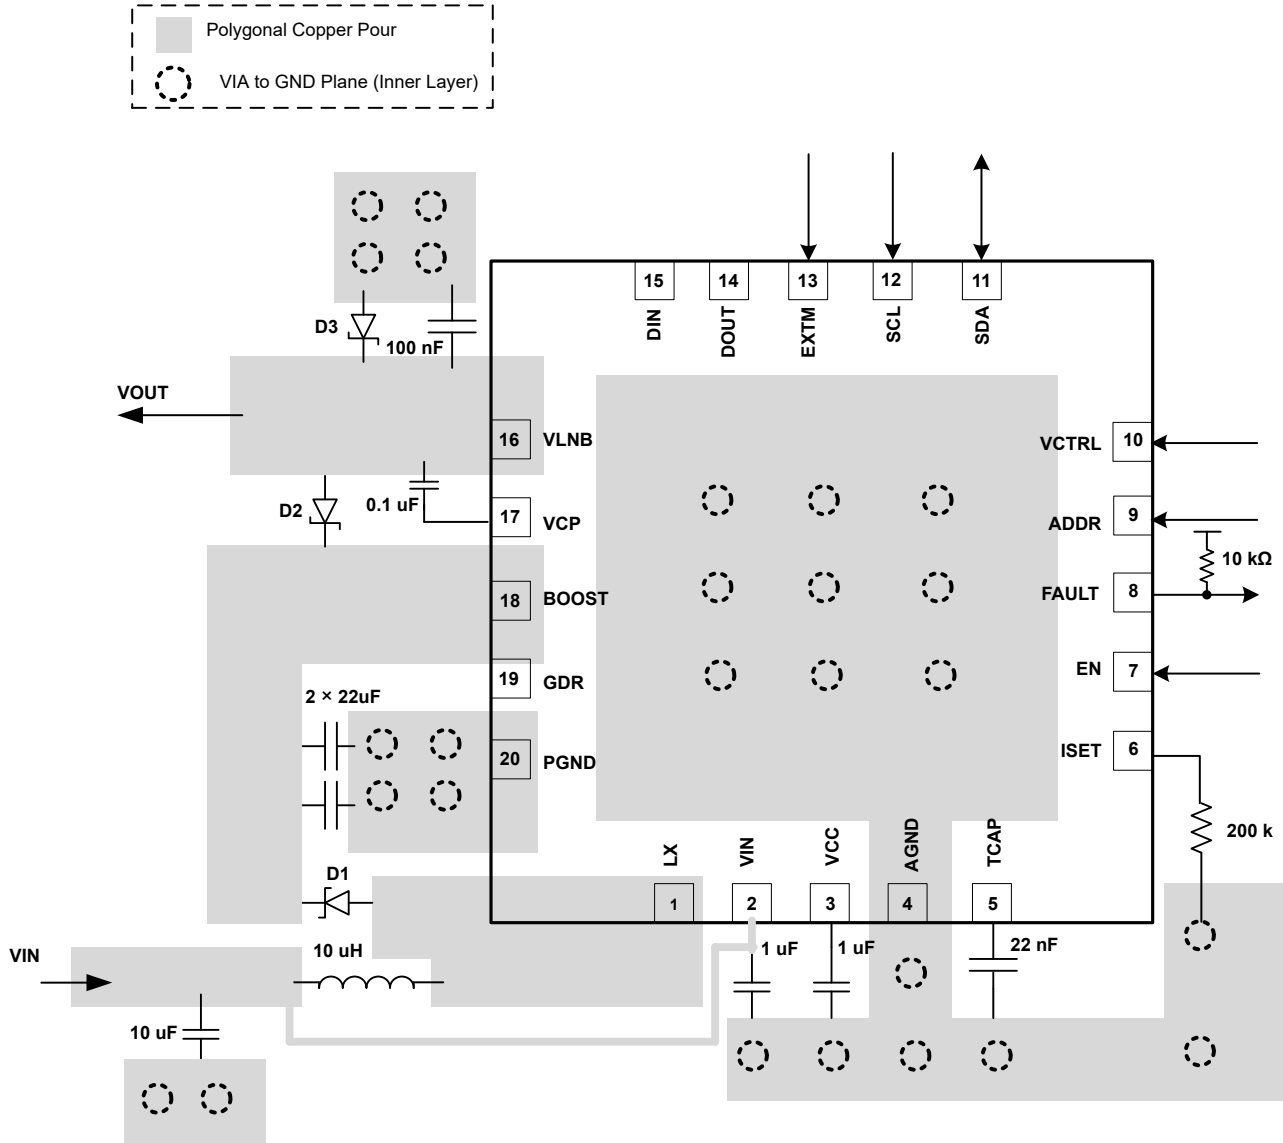 Polygonal Copper Pour
VIA to GND Plane (Inner Layer)
15
14
13
12
11
DIN
DOUT
EXTM
SCL
SDA
D3
100 nF
VOUT
16
VLNB
VCTRL
10
D2
0.1 uF
17
VCP
ADDR
9
10 kΩ
18
BOOST
FAULT
8
19
GDR
EN
7
2 × 22uF
20
PGND
ISET
6
200 k
LX
VIN
VCC
AGND
TCAP
D1
1
2
3
4
5
VIN
10 uH
1 uF
1 uF
22 nF
10 uF